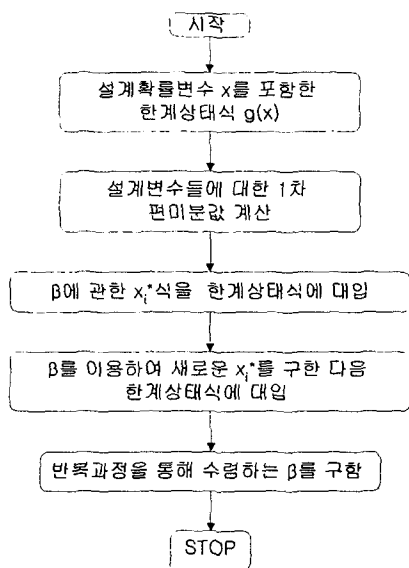 시작
설계확률변수 x를 포함한
한계상태식 g(x)
설계변수들에 대한 1차
편미분값 계산
β에 관한 xᵢ*식을 한계상태식에 대입
β를 이용하여 새로운 xᵢ*를 구한 다음
한계상태식에 대입
반복과정을 통해 수렴하는 β를 구함
STOP